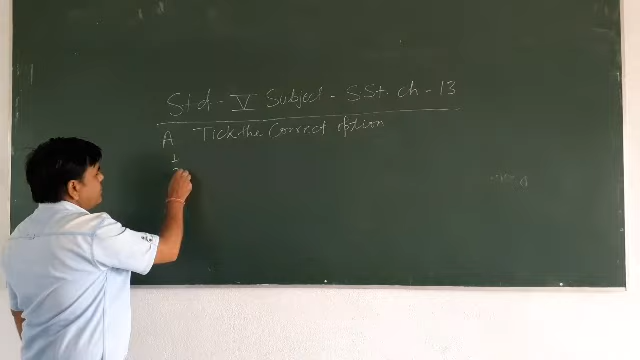 Std - V Subject - S.St. ch - 13
A Tick the Correct option
1